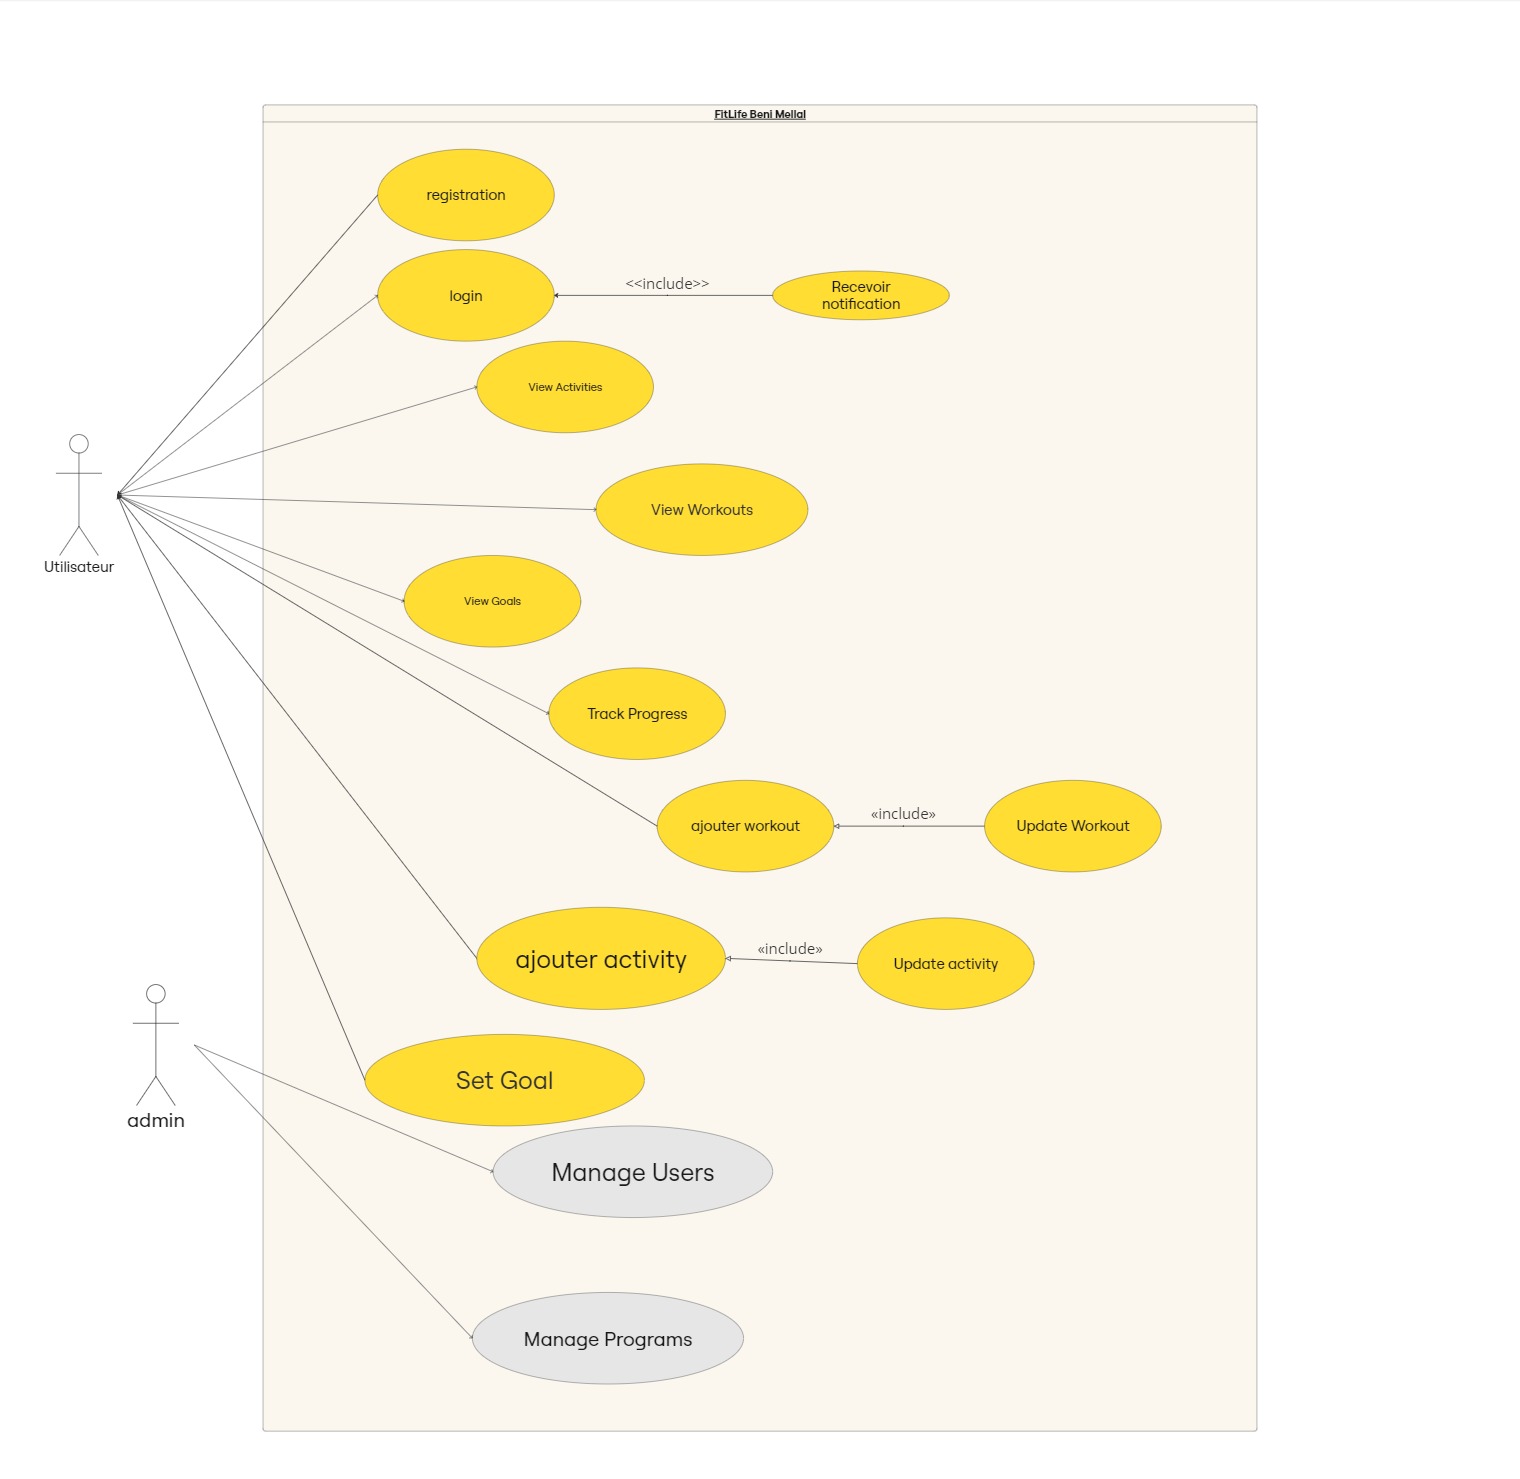 FitLife Beni Mellal
registration
login
<<include>>
Recevoir
notification
View Activities
Utilisateur
View Workouts
View Goals
Track Progress
ajouter workout
«include»
Update Workout
ajouter activity
«include»
Update activity
admin
Set Goal
Manage Users
Manage Programs